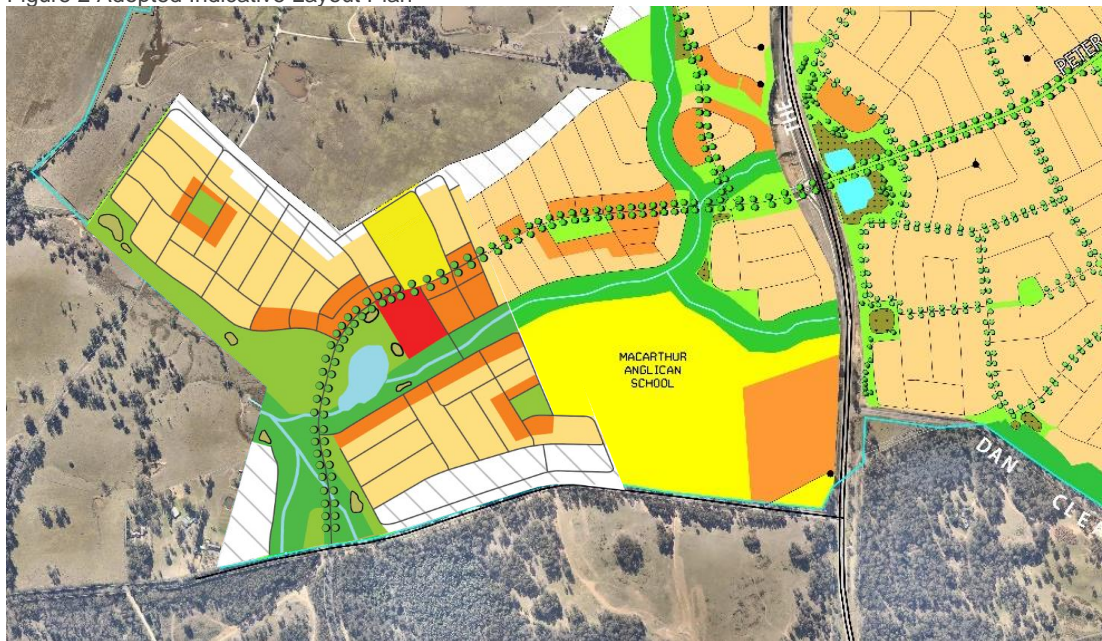 Figure 2 Adopted Indicative Layout Plan
PETER
THE
MACARTHUR
ANGLICAN
SCHOOL
DAN
CLEA